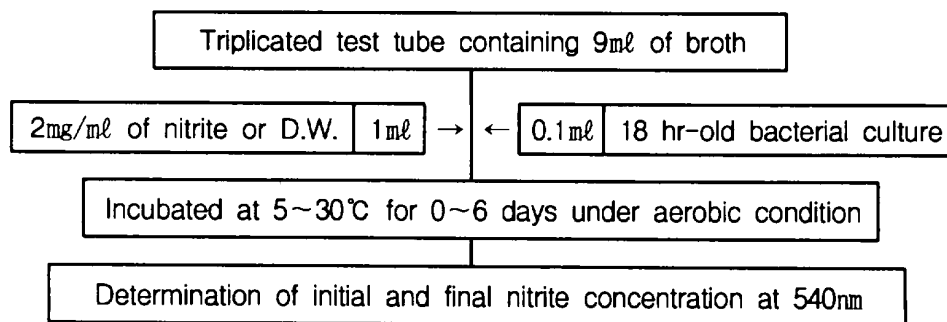 Triplicated test tube containing 9㎖ of broth
2㎎/㎖ of nitrite or D.W. 1㎖ → ← 0.1㎖ 18 hr-old bacterial culture
Incubated at 5~30℃ for 0~6 days under aerobic condition
Determination of initial and final nitrite concentration at 540㎚